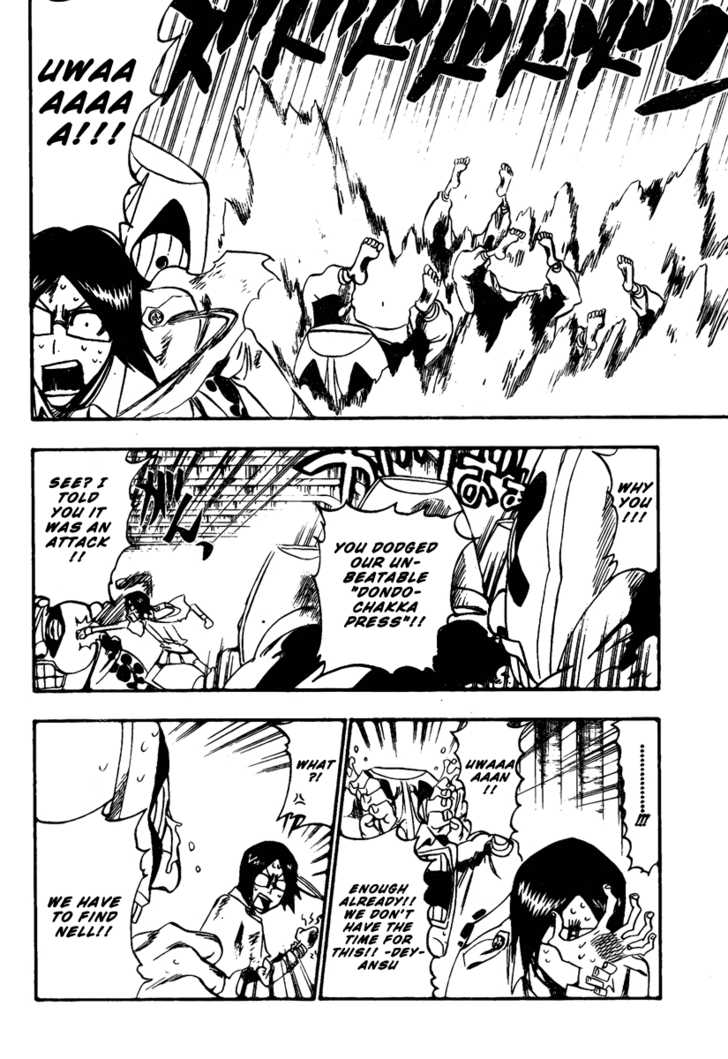 UWAA
AAAAA
A!!!
WHY
YOU
!!!
YOU DODGED
OUR UN-
BEATABLE
"DONDO-
CHAKKA
PRESS"!!
SEE? I
TOLD
YOU IT
WAS AN
ATTACK
!!
..............!!!
UWAAA
AAAN
!!
ENOUGH
ALREADY!!
WE DON'T
HAVE THE
TIME FOR
THIS!! -DEY-
ANSU
WHAT
?!
WE HAVE
TO FIND
NELL!!